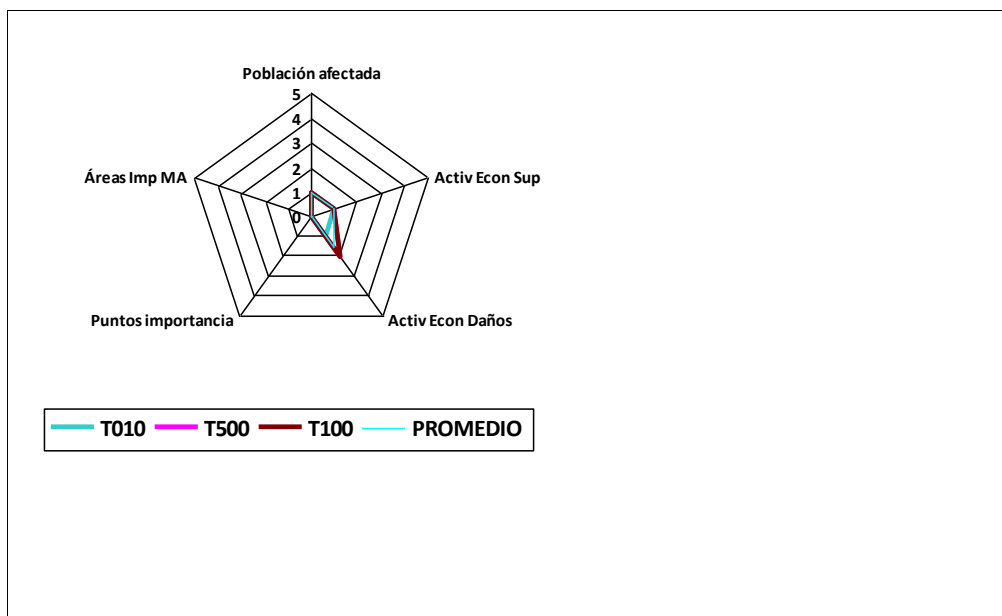 Población afectada
5
4
3
2
1
0
Áreas Imp MA
Activ Econ Sup
Puntos importancia
Activ Econ Daños
T010 T500 T100 PROMEDIO